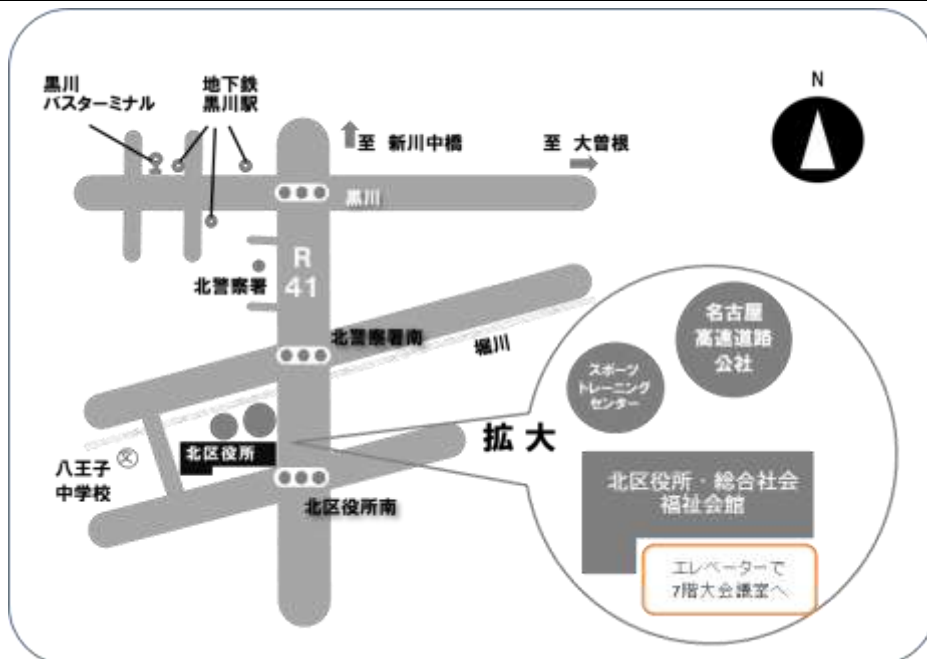 黒川
バスターミナル
地下鉄
黒川駅
至 新川中橋
至 大曽根
N
黒川
R
41
北警察署
北警察署南
堀川
名古屋
高速道路
公社
スポーツ
トレーニング
センター
拡大
北区役所
八王子
中学校
文
北区役所南
北区役所・総合社会
福祉会館
エレベーターで
7階大会議室へ